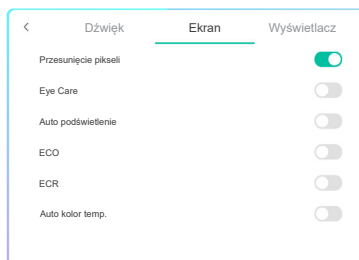 Dźwięk Ekran Wyświetlacz
Przesunięcie pikseli
Eye Care
Auto podświetlenie
ECO
ECR
Auto kolor temp.